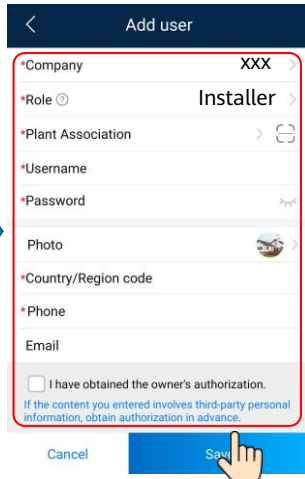 Add user
*Company xxx
*Role Installer
*Plant Association
*Username
*Password
Photo
*Country/Region code
*Phone
Email
I have obtained the owner's authorization.
If the content you entered involves third-party personal
information, obtain authorization in advance.
Cancel Save